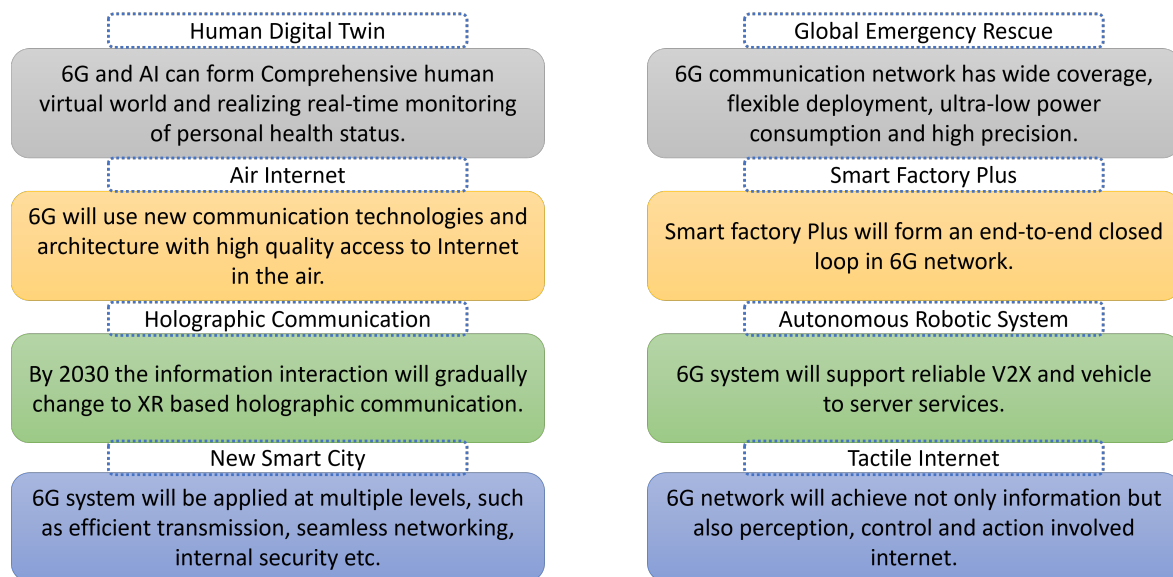 Human Digital Twin
6G and AI can form Comprehensive human
virtual world and realizing real-time monitoring
of personal health status.
Air Internet
6G will use new communication technologies and
architecture with high quality access to Internet
in the air.
Holographic Communication
By 2030 the information interaction will gradually
change to XR based holographic communication.
New Smart City
6G system will be applied at multiple levels, such
as efficient transmission, seamless networking,
internal security etc.
Global Emergency Rescue
6G communication network has wide coverage,
flexible deployment, ultra-low power
consumption and high precision.
Smart Factory Plus
Smart factory Plus will form an end-to-end closed
loop in 6G network.
Autonomous Robotic System
6G system will support reliable V2X and vehicle
to server services.
Tactile Internet
6G network will achieve not only information but
also perception, control and action involved
internet.